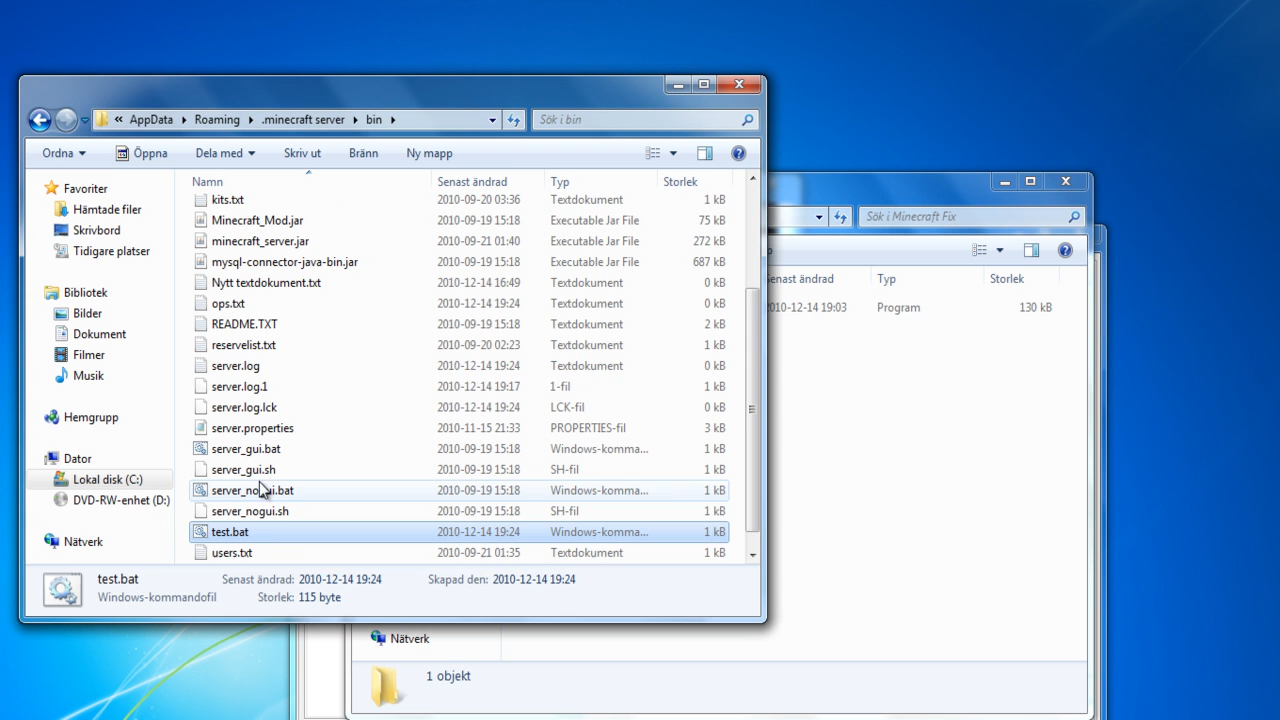 « AppData Roaming .minecraft server bin Sök i bin
Ordna Öppna Dela med Skriv ut Bränn Ny mapp
Sök i Minecraft Fix
Favoriter
Hämtade filer
Skrivbord
Tidigare platser
Bibliotek
Bilder
Dokument
Filmer
Musik
Hemgrupp
Dator
Lokal disk (C:)
DVD-RW-enhet (D:)
Nätverk
Namn Senast ändrad Typ Storlek
kits.txt 2010-09-20 03:36 Textdokument 1 kB
Minecraft_Mod.jar 2010-09-19 15:18 Executable Jar File 75 kB
minecraft_server.jar 2010-09-21 01:40 Executable Jar File 272 kB
mysql-connector-java-bin.jar 2010-09-19 15:18 Executable Jar File 687 kB
Nytt textdokument.txt 2010-12-14 16:49 Textdokument 0 kB
ops.txt 2010-12-14 19:24 Textdokument 0 kB
README.TXT 2010-09-19 15:18 Textdokument 2 kB
reservelist.txt 2010-09-20 02:23 Textdokument 1 kB
server.log 2010-12-14 19:24 Textdokument 0 kB
server.log.1 2010-12-14 19:17 1-fil 1 kB
server.log.lck 2010-12-14 19:24 LCK-fil 0 kB
server.properties 2010-11-15 21:33 PROPERTIES-fil 3 kB
server_gui.bat 2010-09-19 15:18 Windows-komma... 1 kB
server_gui.sh 2010-09-19 15:18 SH-fil 1 kB
server_nogui.bat 2010-09-19 15:18 Windows-komma... 1 kB
server_nogui.sh 2010-09-19 15:18 SH-fil 1 kB
test.bat 2010-12-14 19:24 Windows-komma... 1 kB
users.txt 2010-09-21 01:35 Textdokument 1 kB
test.bat Senast ändrad: 2010-12-14 19:24 Skapad den: 2010-12-14 19:24
Windows-kommandofil Storlek: 115 byte
Senast ändrad Typ Storlek
2010-12-14 19:03 Program 130 kB
Nätverk
1 objekt